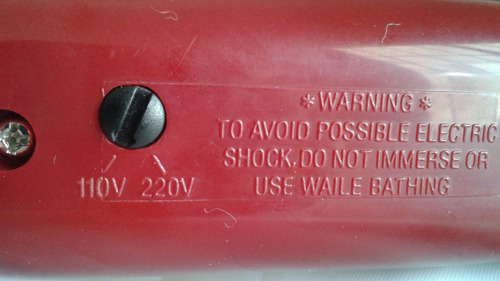 *WARNING*
TO AVOID POSSIBLE ELECTRIC
SHOCK, DO NOT IMMERSE OR
USE WAILE BATHING
110V 220V